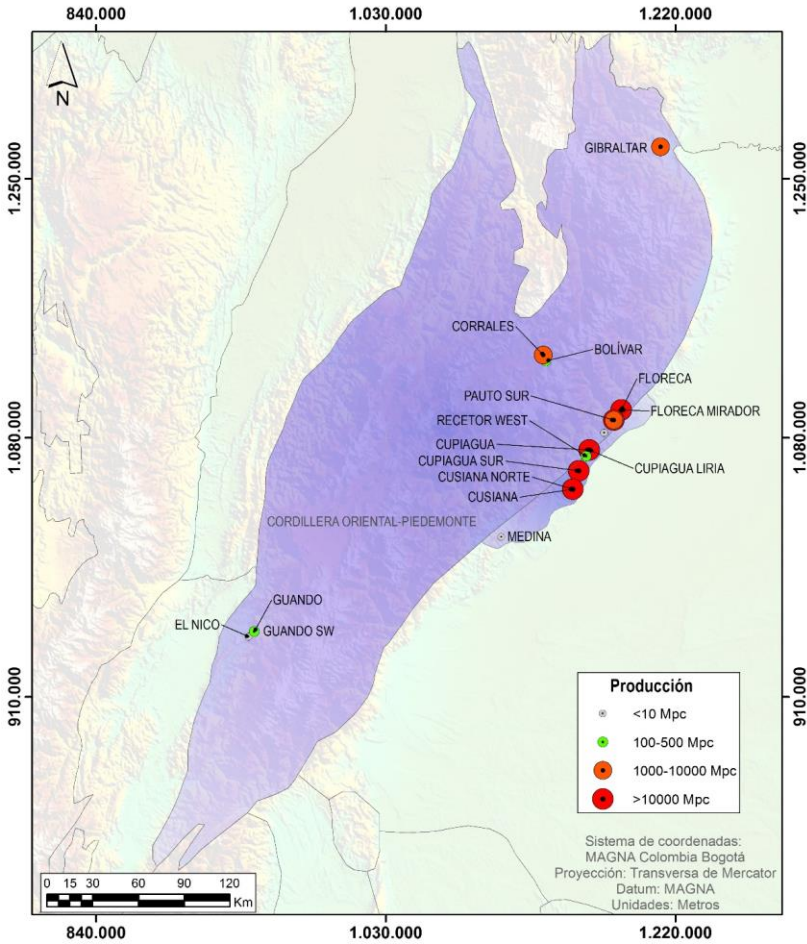 840.000
1.030.000
1.220.000
N
GIBRALTAR
1.250.000
1.250.000
CORRALES
BOLÍVAR
FLORECA
PAUTO SUR
FLORECA MIRADOR
RECETOR WEST
1.080.000
1.080.000
CUPIAGUA
CUPIAGUA LIRIA
CUPIAGUA SUR
CUSIANA NORTE
CUSIANA
CORDILLERA ORIENTAL-PIEDEMONTE
MEDINA
GUANDO
EL NICO
GUANDO SW
910.000
910.000
Producción
<10 Mpc
100-500 Mpc
1000-10000 Mpc
>10000 Mpc
Sistema de coordenadas:
MAGNA Colombia Bogotá
Proyección: Transversa de Mercator
Datum: MAGNA
Unidades: Metros
0 15 30 60 90 120
Km
840.000
1.030.000
1.220.000